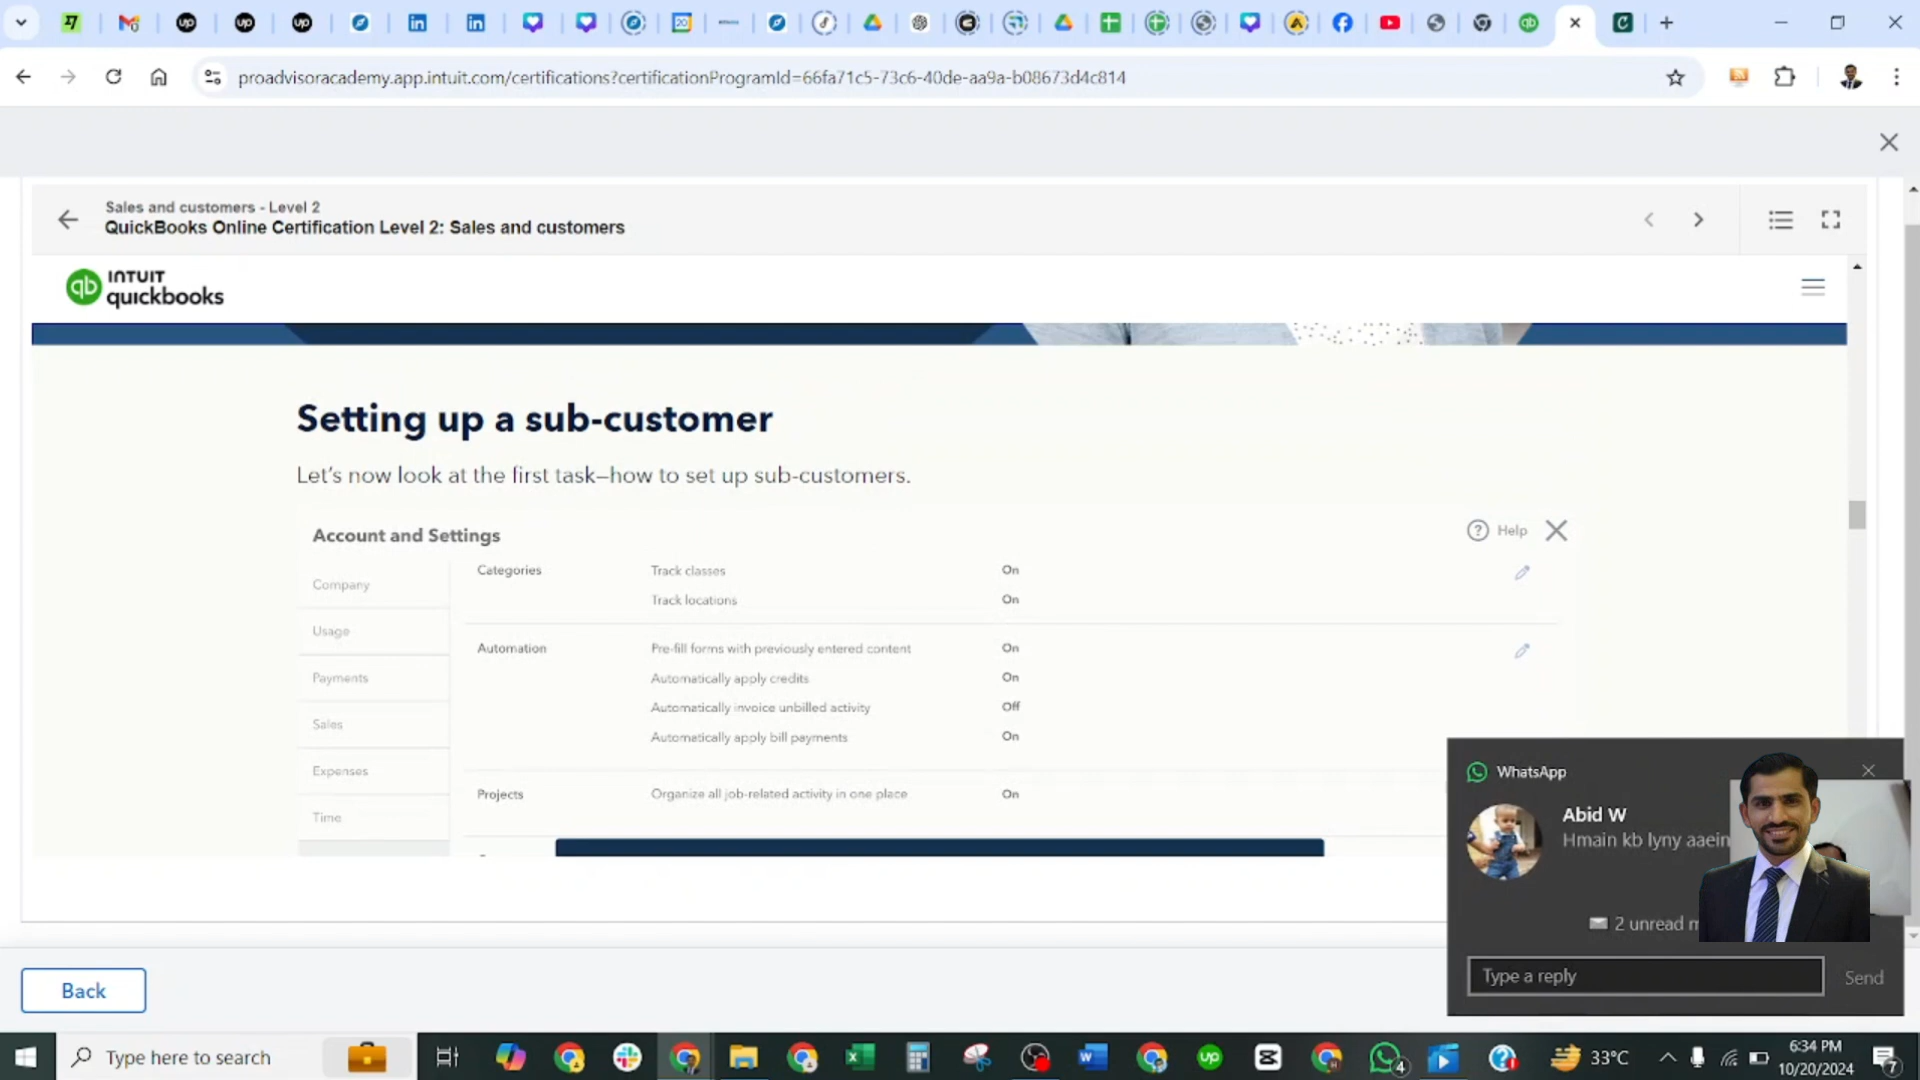 proadvisoracademy.app.intuit.com/certifications?certificationProgramId=66fa71c5-73c6-40de-aa9a-b08673d4c814
Sales and customers - Level 2
QuickBooks Online Certification Level 2: Sales and customers
INTUIT
quickbooks
Setting up a sub-customer
Let's now look at the first task—how to set up sub-customers.
Account and Settings
Help
Company
Usage
Payments
Sales
Expenses
Time
Categories
Track classes On
Track locations On
Automation
Pre-fill forms with previously entered content On
Automatically apply credits On
Automatically invoice unbilled activity Off
Automatically apply bill payments On
Projects
Organize all job-related activity in one place On
WhatsApp
Abid W
Hmain kb lyny aaein
2 unread
Type a reply
Send
Back
Type here to search
4
33°C
6:34 PM
10/20/2024
7